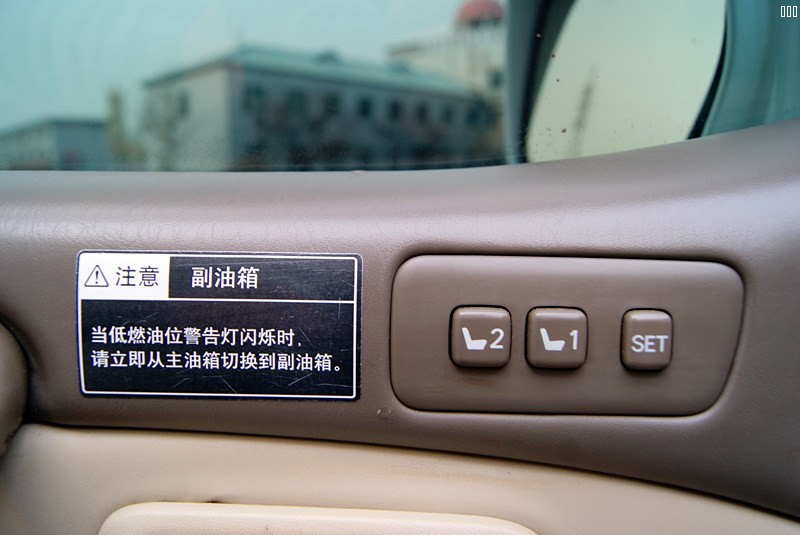 注意 副油箱
当低燃油位警告灯闪烁时,
请立即从主油箱切换到副油箱。
2 1 SET